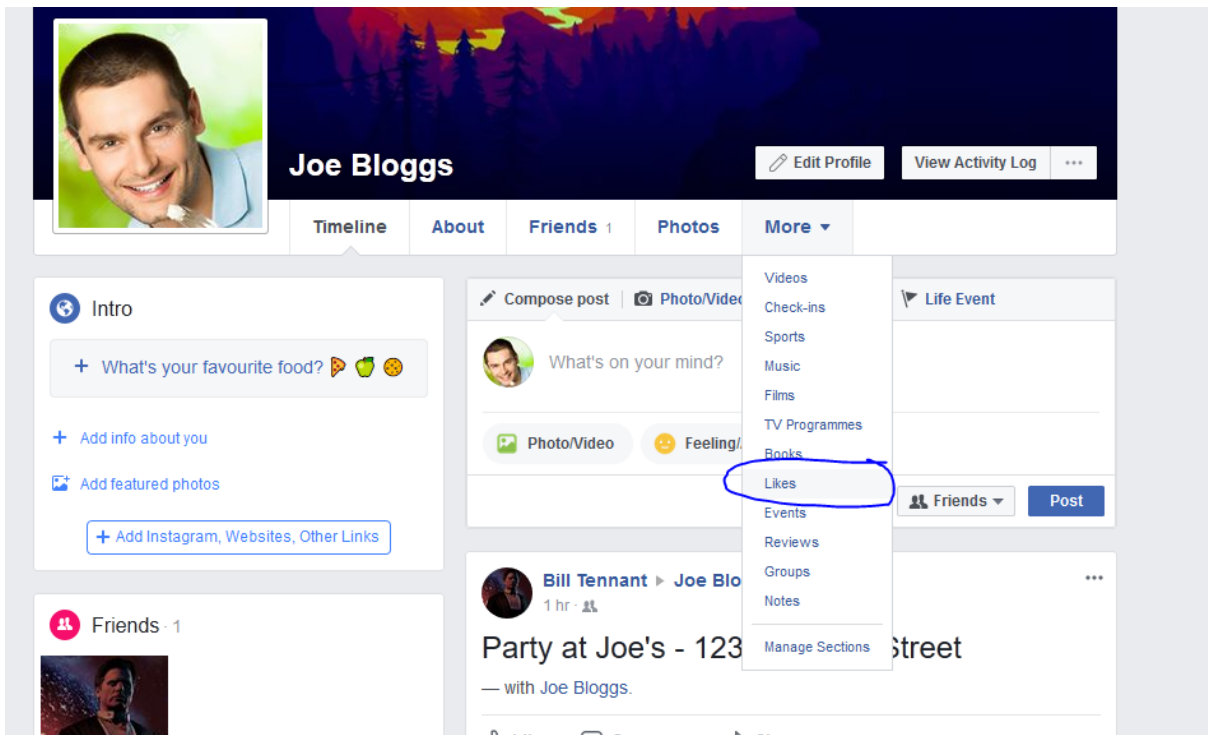 Joe Bloggs
Edit Profile
View Activity Log
Timeline
About
Friends 1
Photos
More
Videos
Check-ins
Sports
Music
Films
TV Programmes
Books
Likes
Events
Reviews
Groups
Notes
Manage Sections
Intro
+ What's your favourite food?
+ Add info about you
Add featured photos
+ Add Instagram, Websites, Other Links
Friends · 1
Compose post
Photo/Video
Life Event
What's on your mind?
Photo/Video
Feeling/
Friends
Post
Bill Tennant ▸ Joe Blo
1 hr ·
Party at Joe's - 123 Street
— with Joe Bloggs.